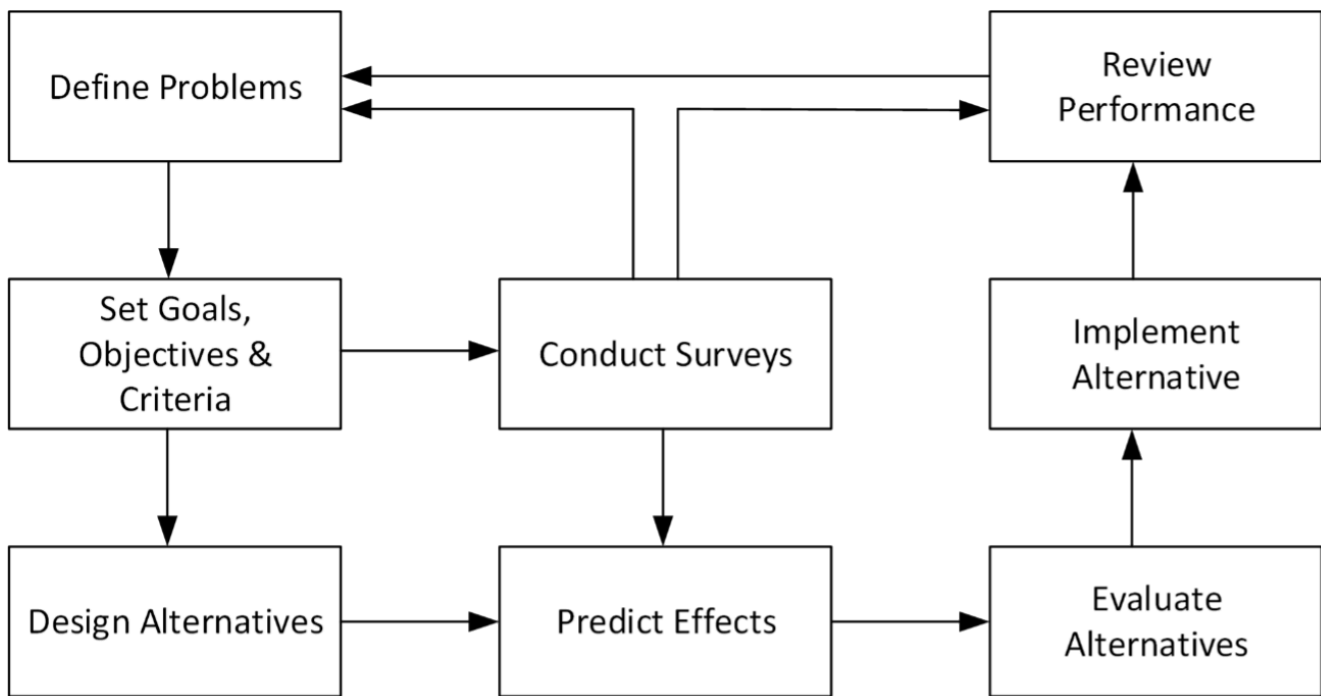 Define Problems
Review
Performance
Set Goals,
Objectives &
Criteria
Conduct Surveys
Implement
Alternative
Design Alternatives
Predict Effects
Evaluate
Alternatives